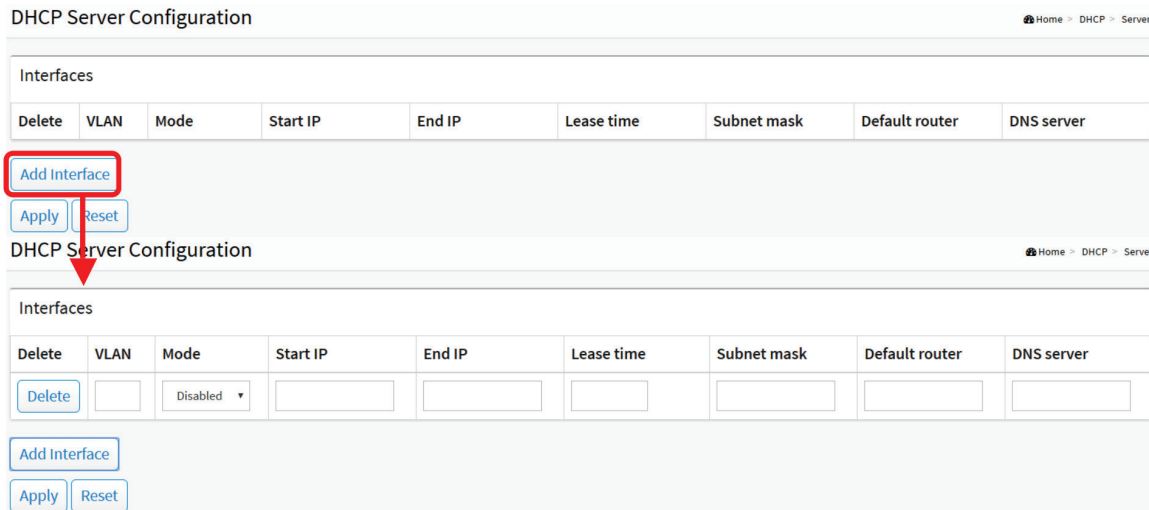 DHCP Server Configuration
Home > DHCP > Server
Interfaces
Delete VLAN Mode Start IP End IP Lease time Subnet mask Default router DNS server
Add Interface
Apply Reset
DHCP Server Configuration
Home > DHCP > Serve
Interfaces
Delete VLAN Mode Start IP End IP Lease time Subnet mask Default router DNS server
Delete Disabled
Add Interface
Apply Reset